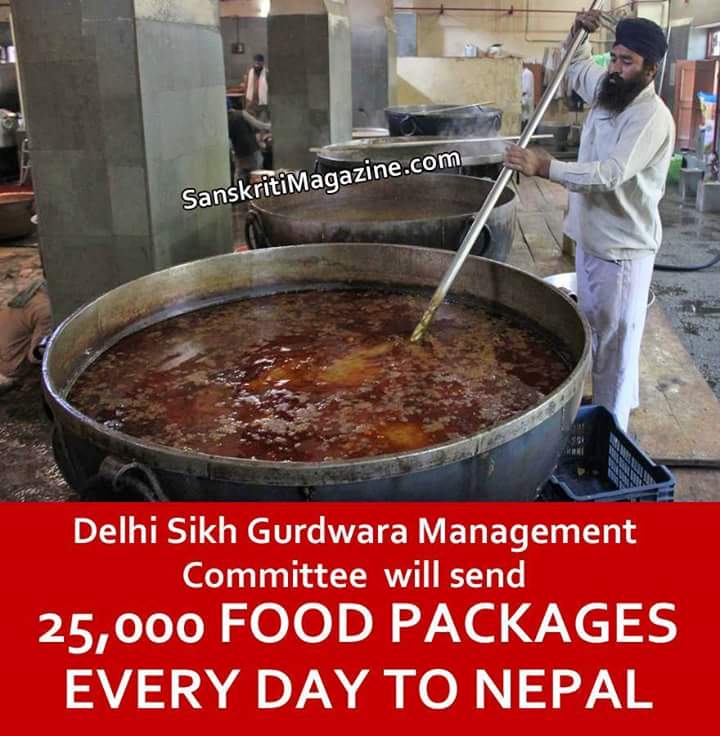 SanskritiMagazine.com
Delhi Sikh Gurdwara Management
Committee will send
25,000 FOOD PACKAGES
EVERY DAY TO NEPAL